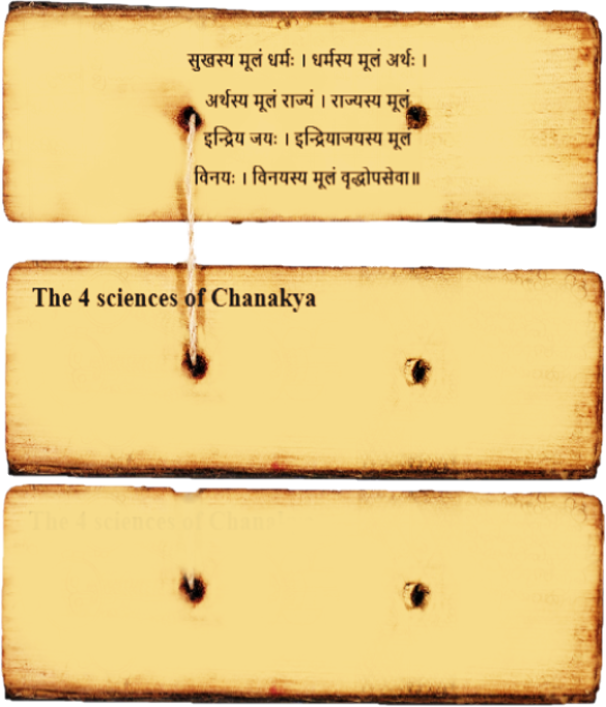 सुखस्य मूलं धर्मः । धर्मस्य मूलं अर्थः ।
अर्थस्य मूलं राज्यं । राज्यस्य मूलं
इन्द्रिय जयः । इन्द्रियाजयस्य मूलं
विनयः । विनयस्य मूलं वृद्धोपसेवा॥
The 4 sciences of Chanakya
The 4 sciences of Chana